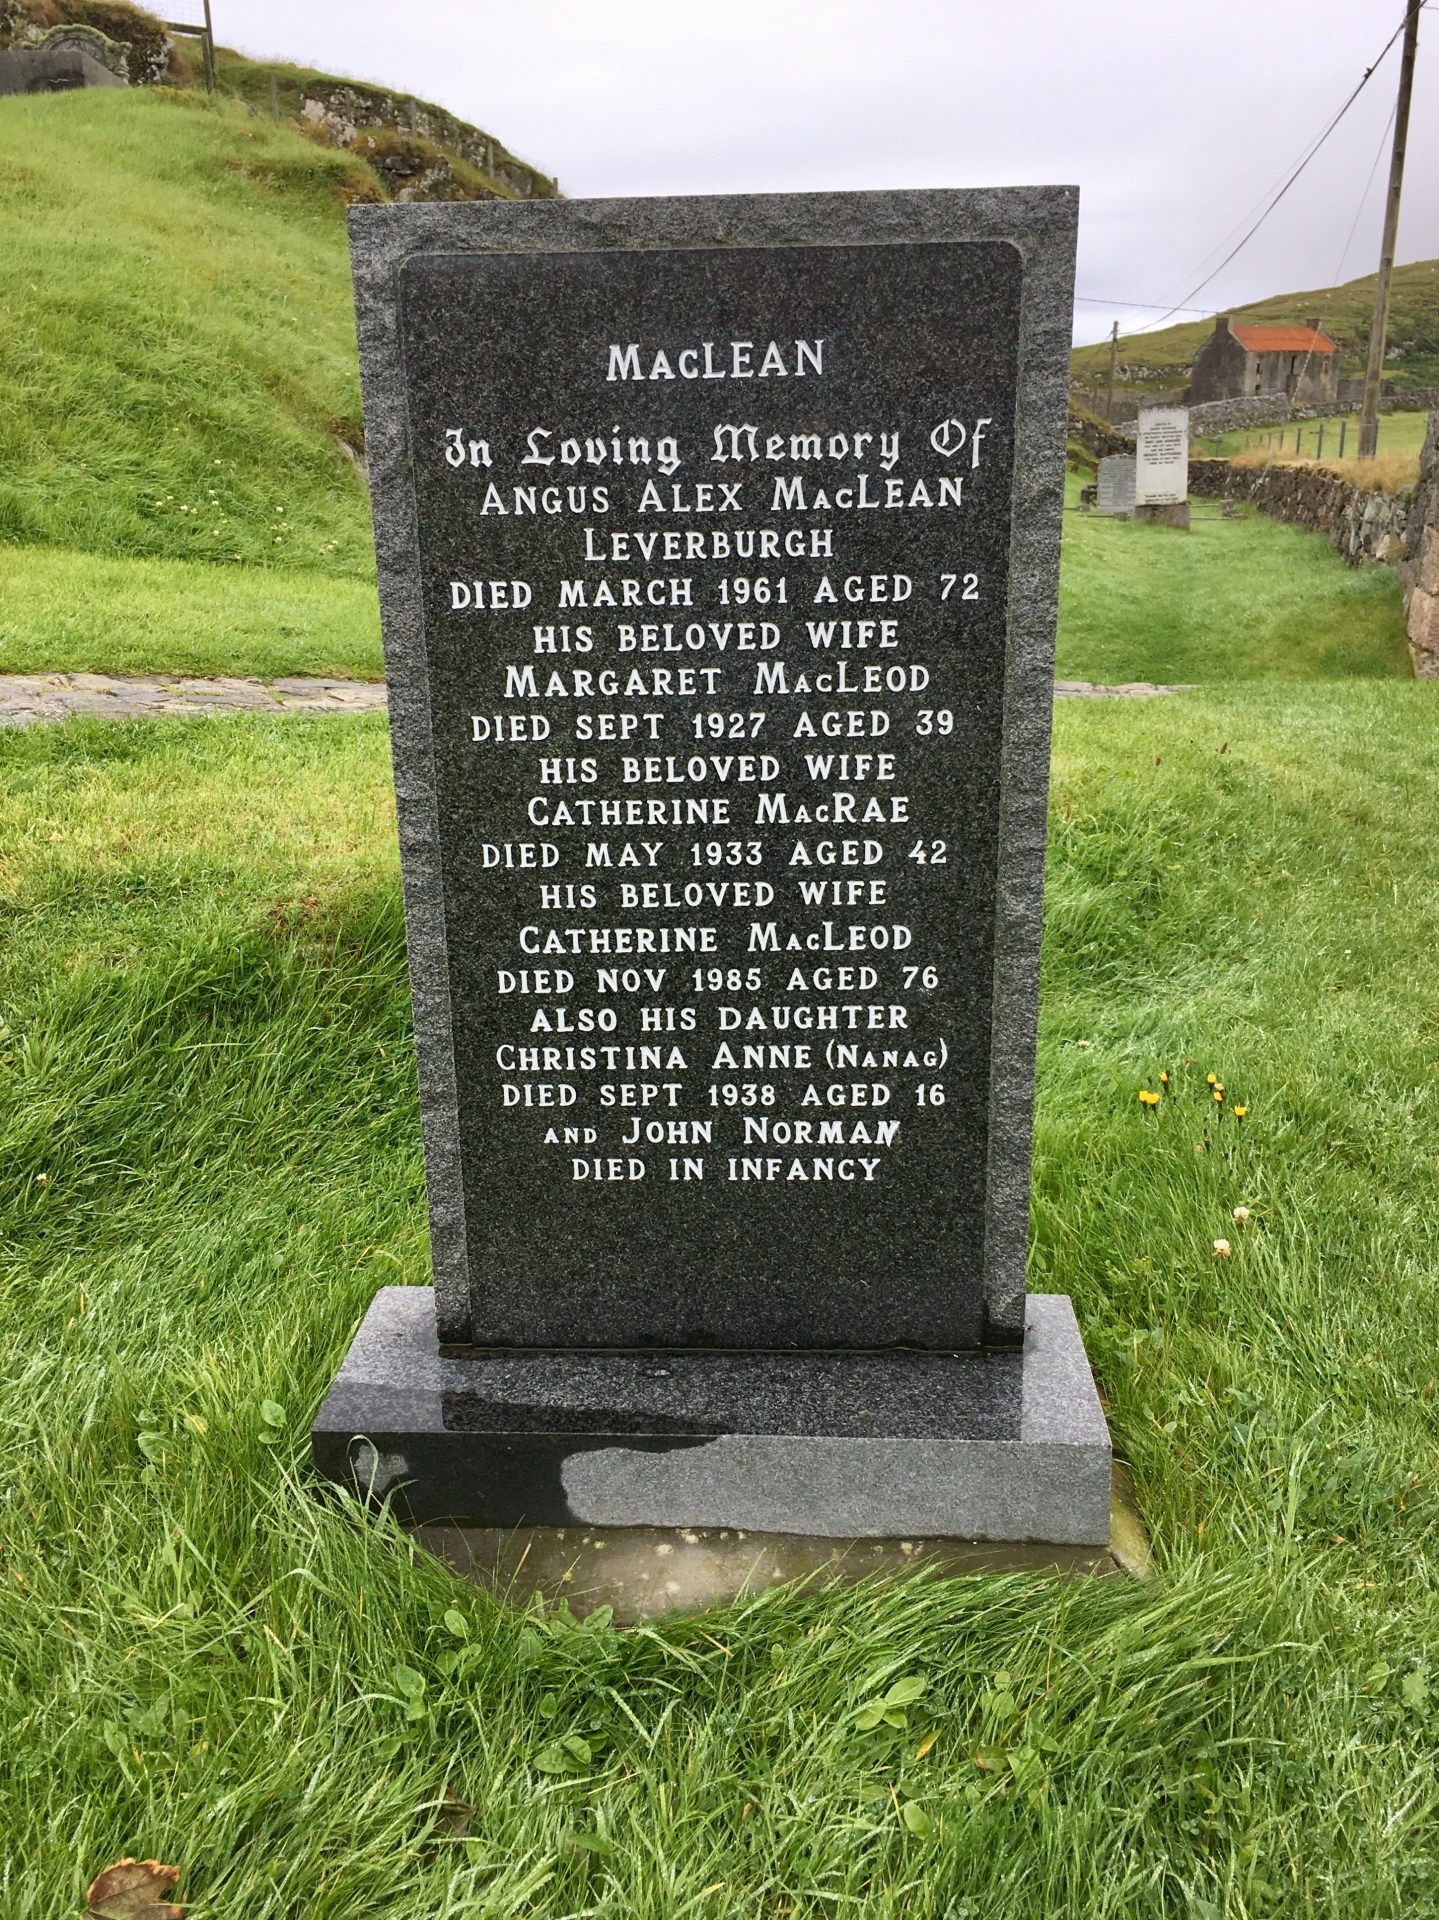 MacLEAN
In Loving Memory Of
ANGUS ALEX MacLEAN
LEVERBURGH
DIED MARCH 1961 AGED 72
HIS BELOVED WIFE
MARGARET MacLEOD
DIED SEPT 1927 AGED 39
HIS BELOVED WIFE
CATHERINE MacRAE
DIED MAY 1933 AGED 42
HIS BELOVED WIFE
CATHERINE MacLEOD
DIED NOV 1985 AGED 76
ALSO HIS DAUGHTER
CHRISTINA ANNE (NANAG)
DIED SEPT 1938 AGED 16
AND JOHN NORMAN
DIED IN INFANCY